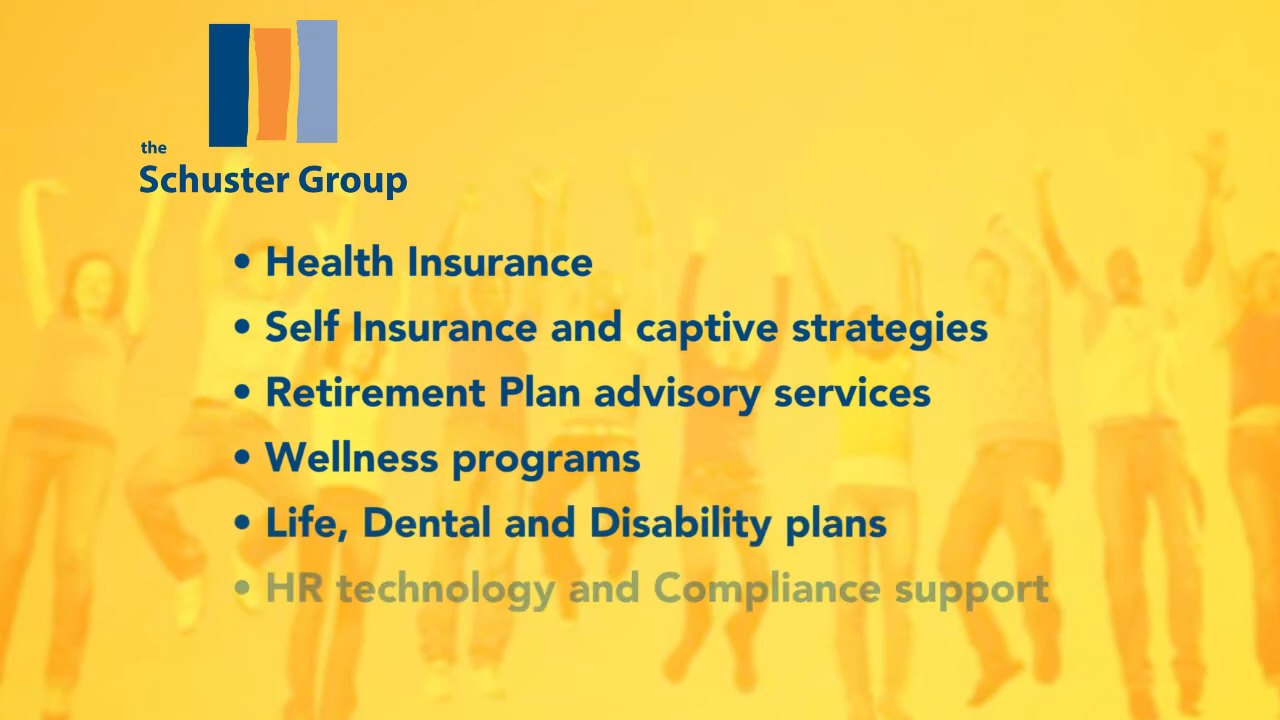 the
Schuster Group
• Health Insurance
• Self Insurance and captive strategies
• Retirement Plan advisory services
• Wellness programs
• Life, Dental and Disability plans
• HR technology and Compliance support